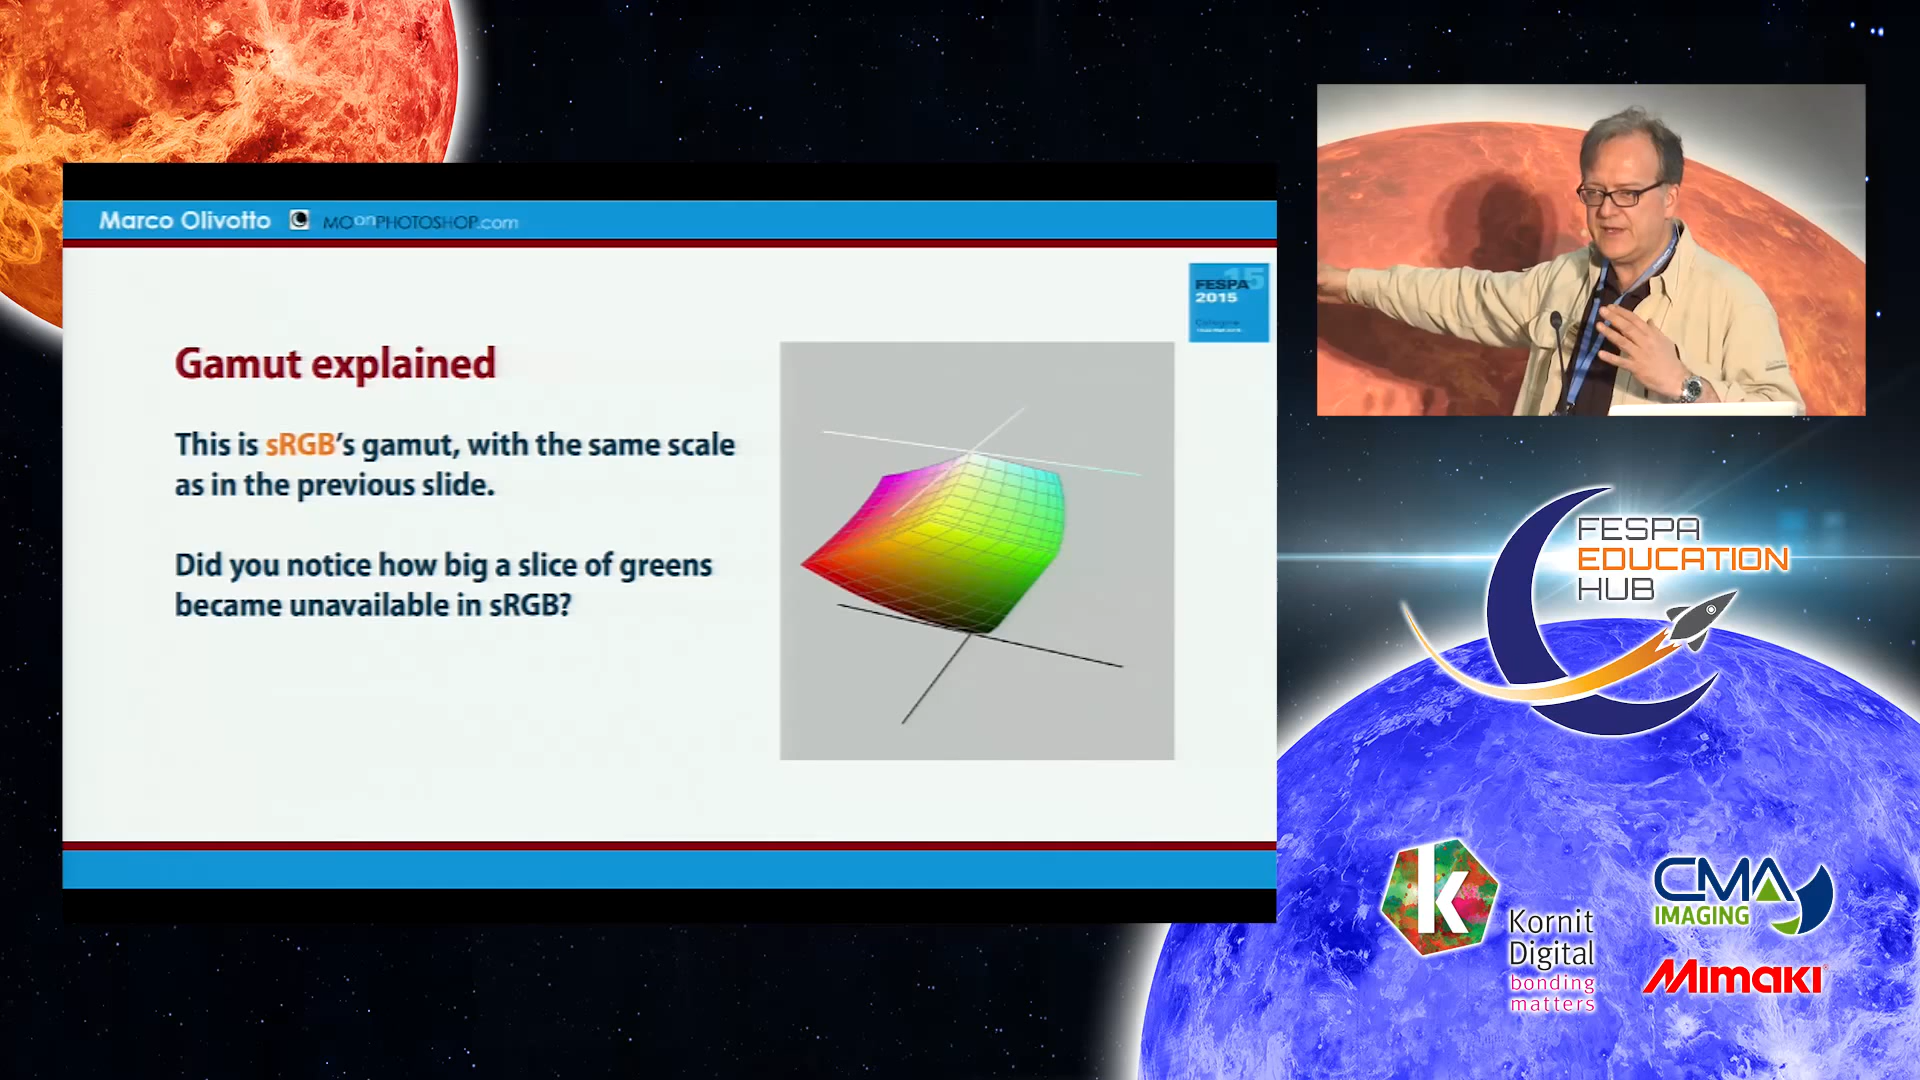 Marco Olivotto MOonPHOTOSHOP.com
15
FESPA
2015
Gamut explained
This is sRGB's gamut, with the same scale
as in the previous slide.
Did you notice how big a slice of greens
became unavailable in sRGB?
FESPA
EDUCATION
HUB
k
Kornit
Digital
bonding
matters
CMA
IMAGING
Mimaki